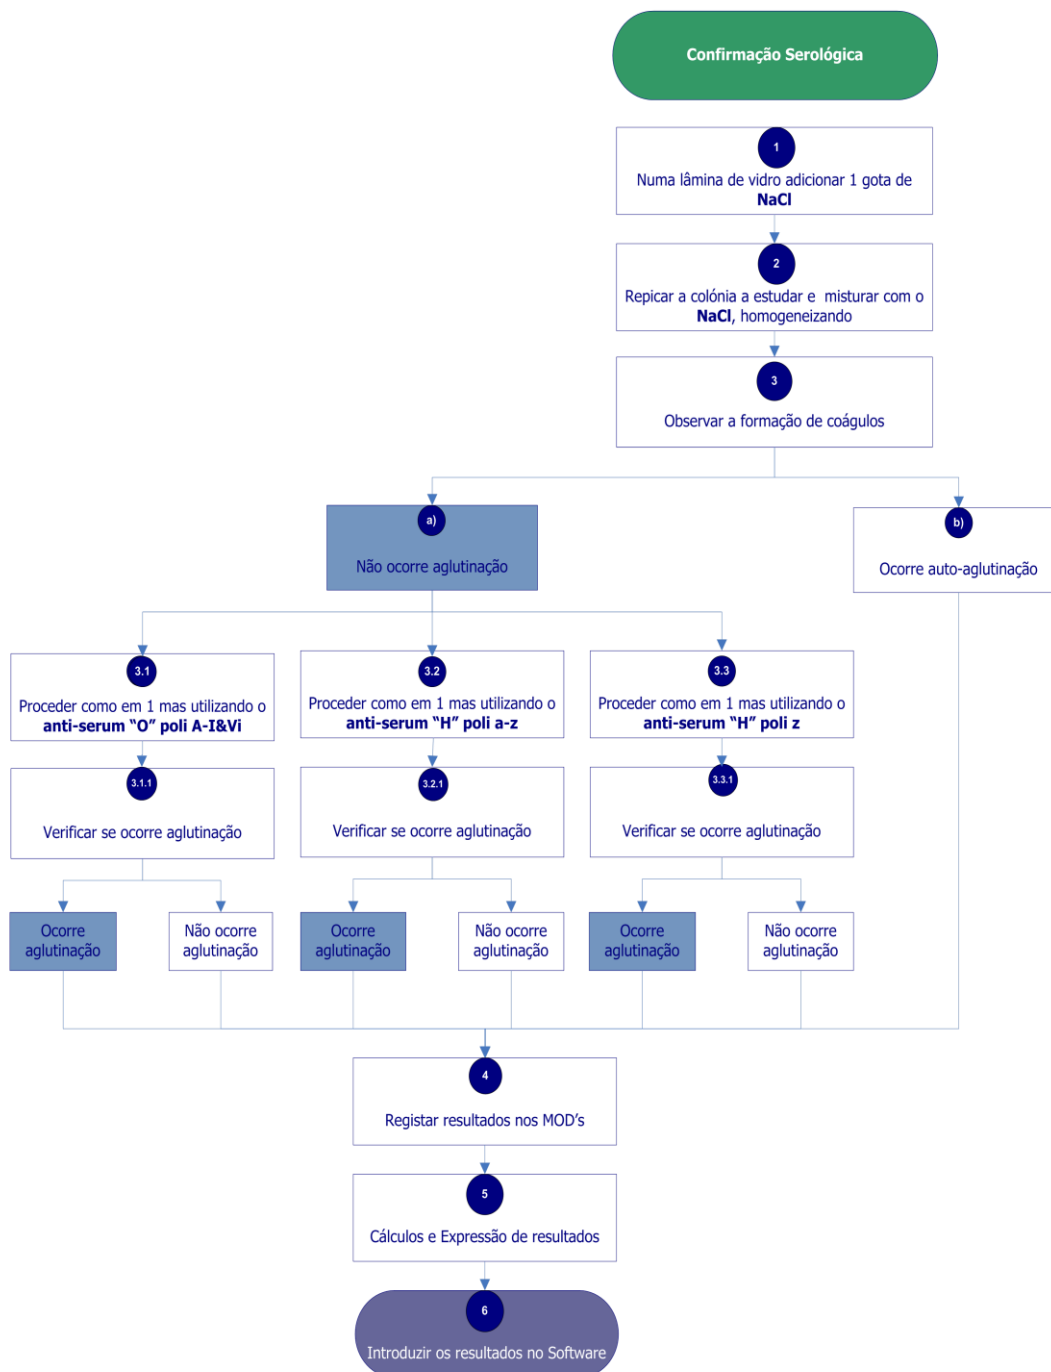 Confirmação Serológica
1
Numa lâmina de vidro adicionar 1 gota de
NaCl
2
Repicar a colónia a estudar e misturar com o
NaCl, homogeneizando
3
Observar a formação de coágulos
a)
Não ocorre aglutinação
b)
Ocorre auto-aglutinação
3.1
Proceder como em 1 mas utilizando o
anti-serum “O” poli A-I&Vi
3.2
Proceder como em 1 mas utilizando o
anti-serum “H” poli a-z
3.3
Proceder como em 1 mas utilizando o
anti-serum “H” poli z
3.1.1
Verificar se ocorre aglutinação
3.2.1
Verificar se ocorre aglutinação
3.3.1
Verificar se ocorre aglutinação
Ocorre
aglutinação
Não ocorre
aglutinação
Ocorre
aglutinação
Não ocorre
aglutinação
Ocorre
aglutinação
Não ocorre
aglutinação
4
Registar resultados nos MOD’s
5
Cálculos e Expressão de resultados
6
Introduzir os resultados no Software